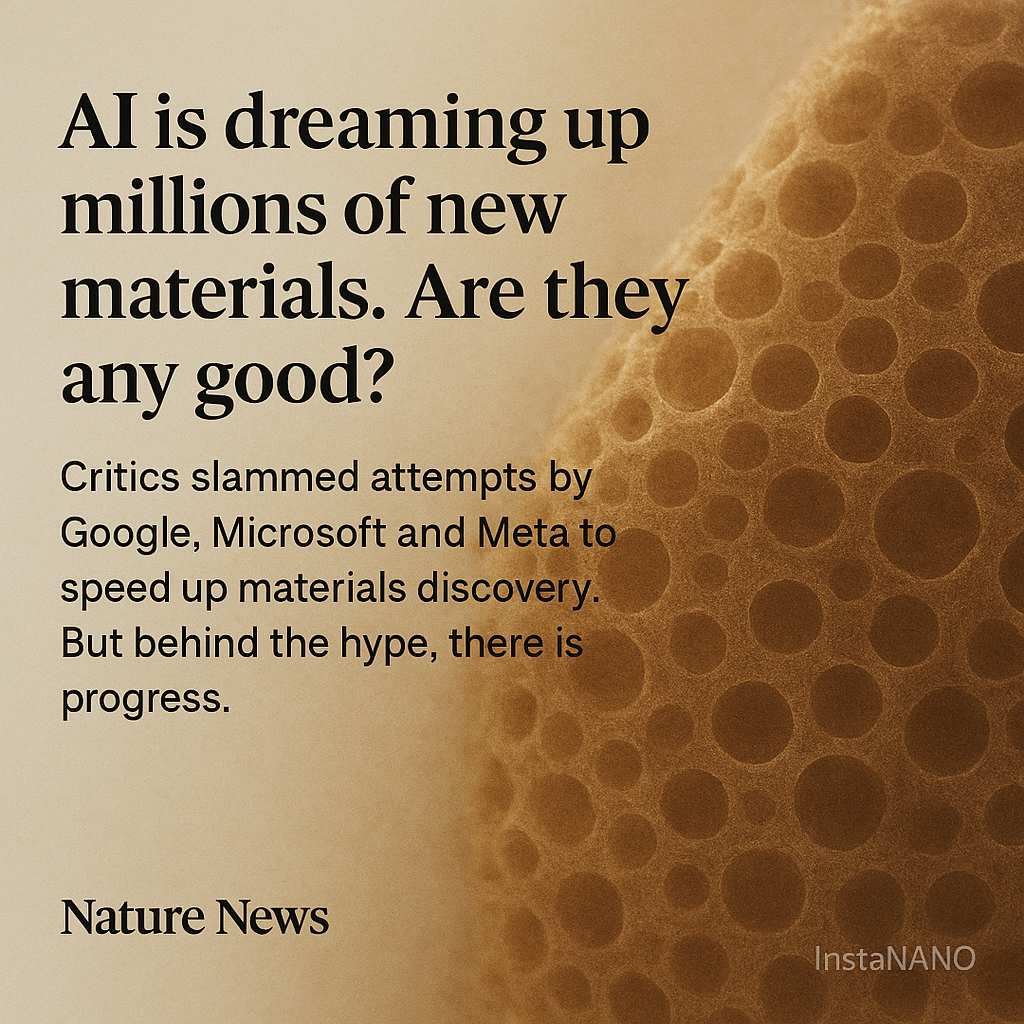 AI is dreaming up
millions of new
materials. Are they
any good?
Critics slammed attempts by
Google, Microsoft and Meta to
speed up materials discovery.
But behind the hype, there is
progress.
Nature News
InstaNANO